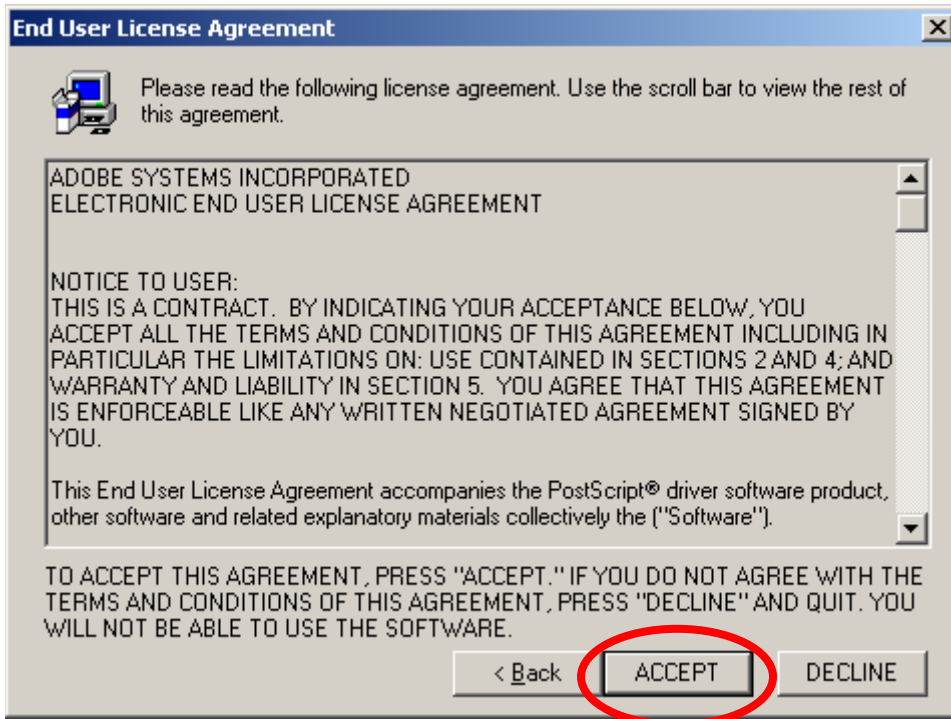 End User License Agreement
Please read the following license agreement. Use the scroll bar to view the rest of
this agreement.
ADOBE SYSTEMS INCORPORATED
ELECTRONIC END USER LICENSE AGREEMENT
NOTICE TO USER:
THIS IS A CONTRACT.  BY INDICATING YOUR ACCEPTANCE BELOW, YOU
ACCEPT ALL THE TERMS AND CONDITIONS OF THIS AGREEMENT INCLUDING IN
PARTICULAR THE LIMITATIONS ON: USE CONTAINED IN SECTIONS 2 AND 4; AND
WARRANTY AND LIABILITY IN SECTION 5.  YOU AGREE THAT THIS AGREEMENT
IS ENFORCEABLE LIKE ANY WRITTEN NEGOTIATED AGREEMENT SIGNED BY
YOU.
This End User License Agreement accompanies the PostScript® driver software product,
other software and related explanatory materials collectively the ("Software").
TO ACCEPT THIS AGREEMENT, PRESS "ACCEPT." IF YOU DO NOT AGREE WITH THE
TERMS AND CONDITIONS OF THIS AGREEMENT, PRESS "DECLINE" AND QUIT. YOU
WILL NOT BE ABLE TO USE THE SOFTWARE.
< Back ACCEPT DECLINE